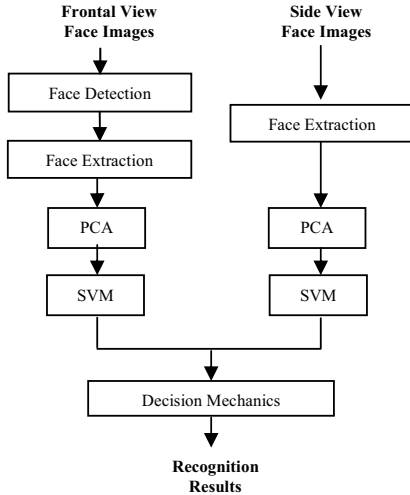 Frontal View
Face Images
Side View
Face Images
Face Detection
Face Extraction
Face Extraction
PCA
PCA
SVM
SVM
Decision Mechanics
Recognition
Results